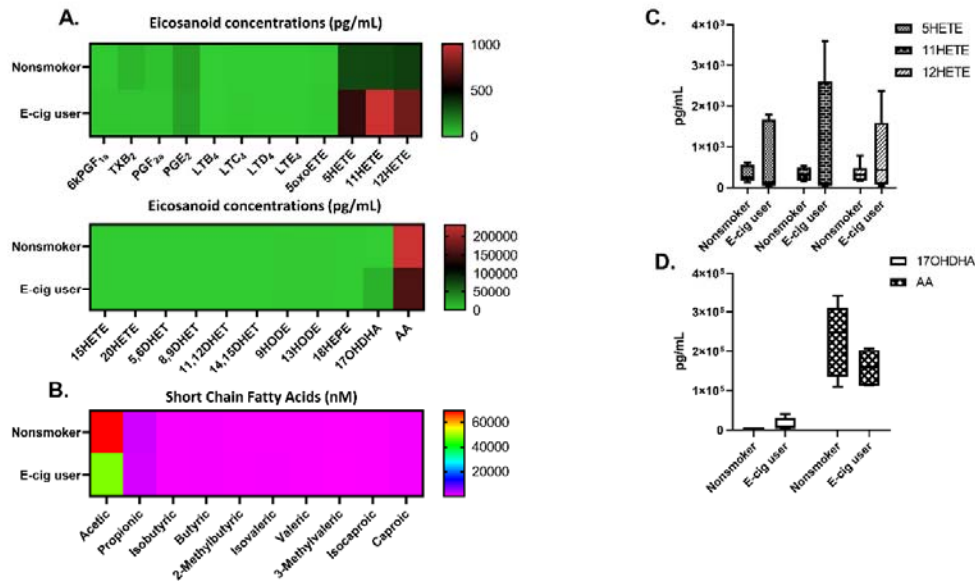 A.
Eicosanoid concentrations (pg/mL)
Nonsmoker
E-cig user
1000
500
0
6kPGF1a
TXB2
PGF2a
PGE2
LTB4
LTC4
LTD4
LTE4
5oxoETE
5HETE
11HETE
12HETE
Eicosanoid concentrations (pg/mL)
Nonsmoker
E-cig user
200000
150000
100000
50000
0
15HETE
20HETE
5,6DHET
8,9DHET
11,12DHET
14,15DHET
9HODE
13HODE
18HEPE
17OHDHA
AA
B.
Short Chain Fatty Acids (nM)
Nonsmoker
E-cig user
60000
40000
20000
Acetic
Propionic
Isobutyric
Butyric
2-Methylbutyric
Isovaleric
Valeric
3-Methylvaleric
Isocaproic
Caproic
C.
5HETE
11HETE
12HETE
pg/mL
4×10³
3×10³
2×10³
1×10³
0
Nonsmoker
E-cig user
Nonsmoker
E-cig user
Nonsmoker
E-cig user
D.
17OHDHA
AA
pg/mL
4×10⁵
3×10⁵
2×10⁵
1×10⁵
0
Nonsmoker
E-cig user
Nonsmoker
E-cig user